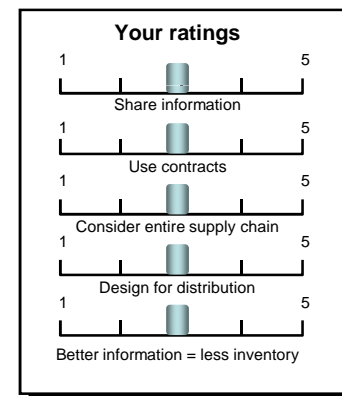 Your ratings
1 5
Share information
1 5
Use contracts
1 5
Consider entire supply chain
1 5
Design for distribution
1 5
Better information = less inventory